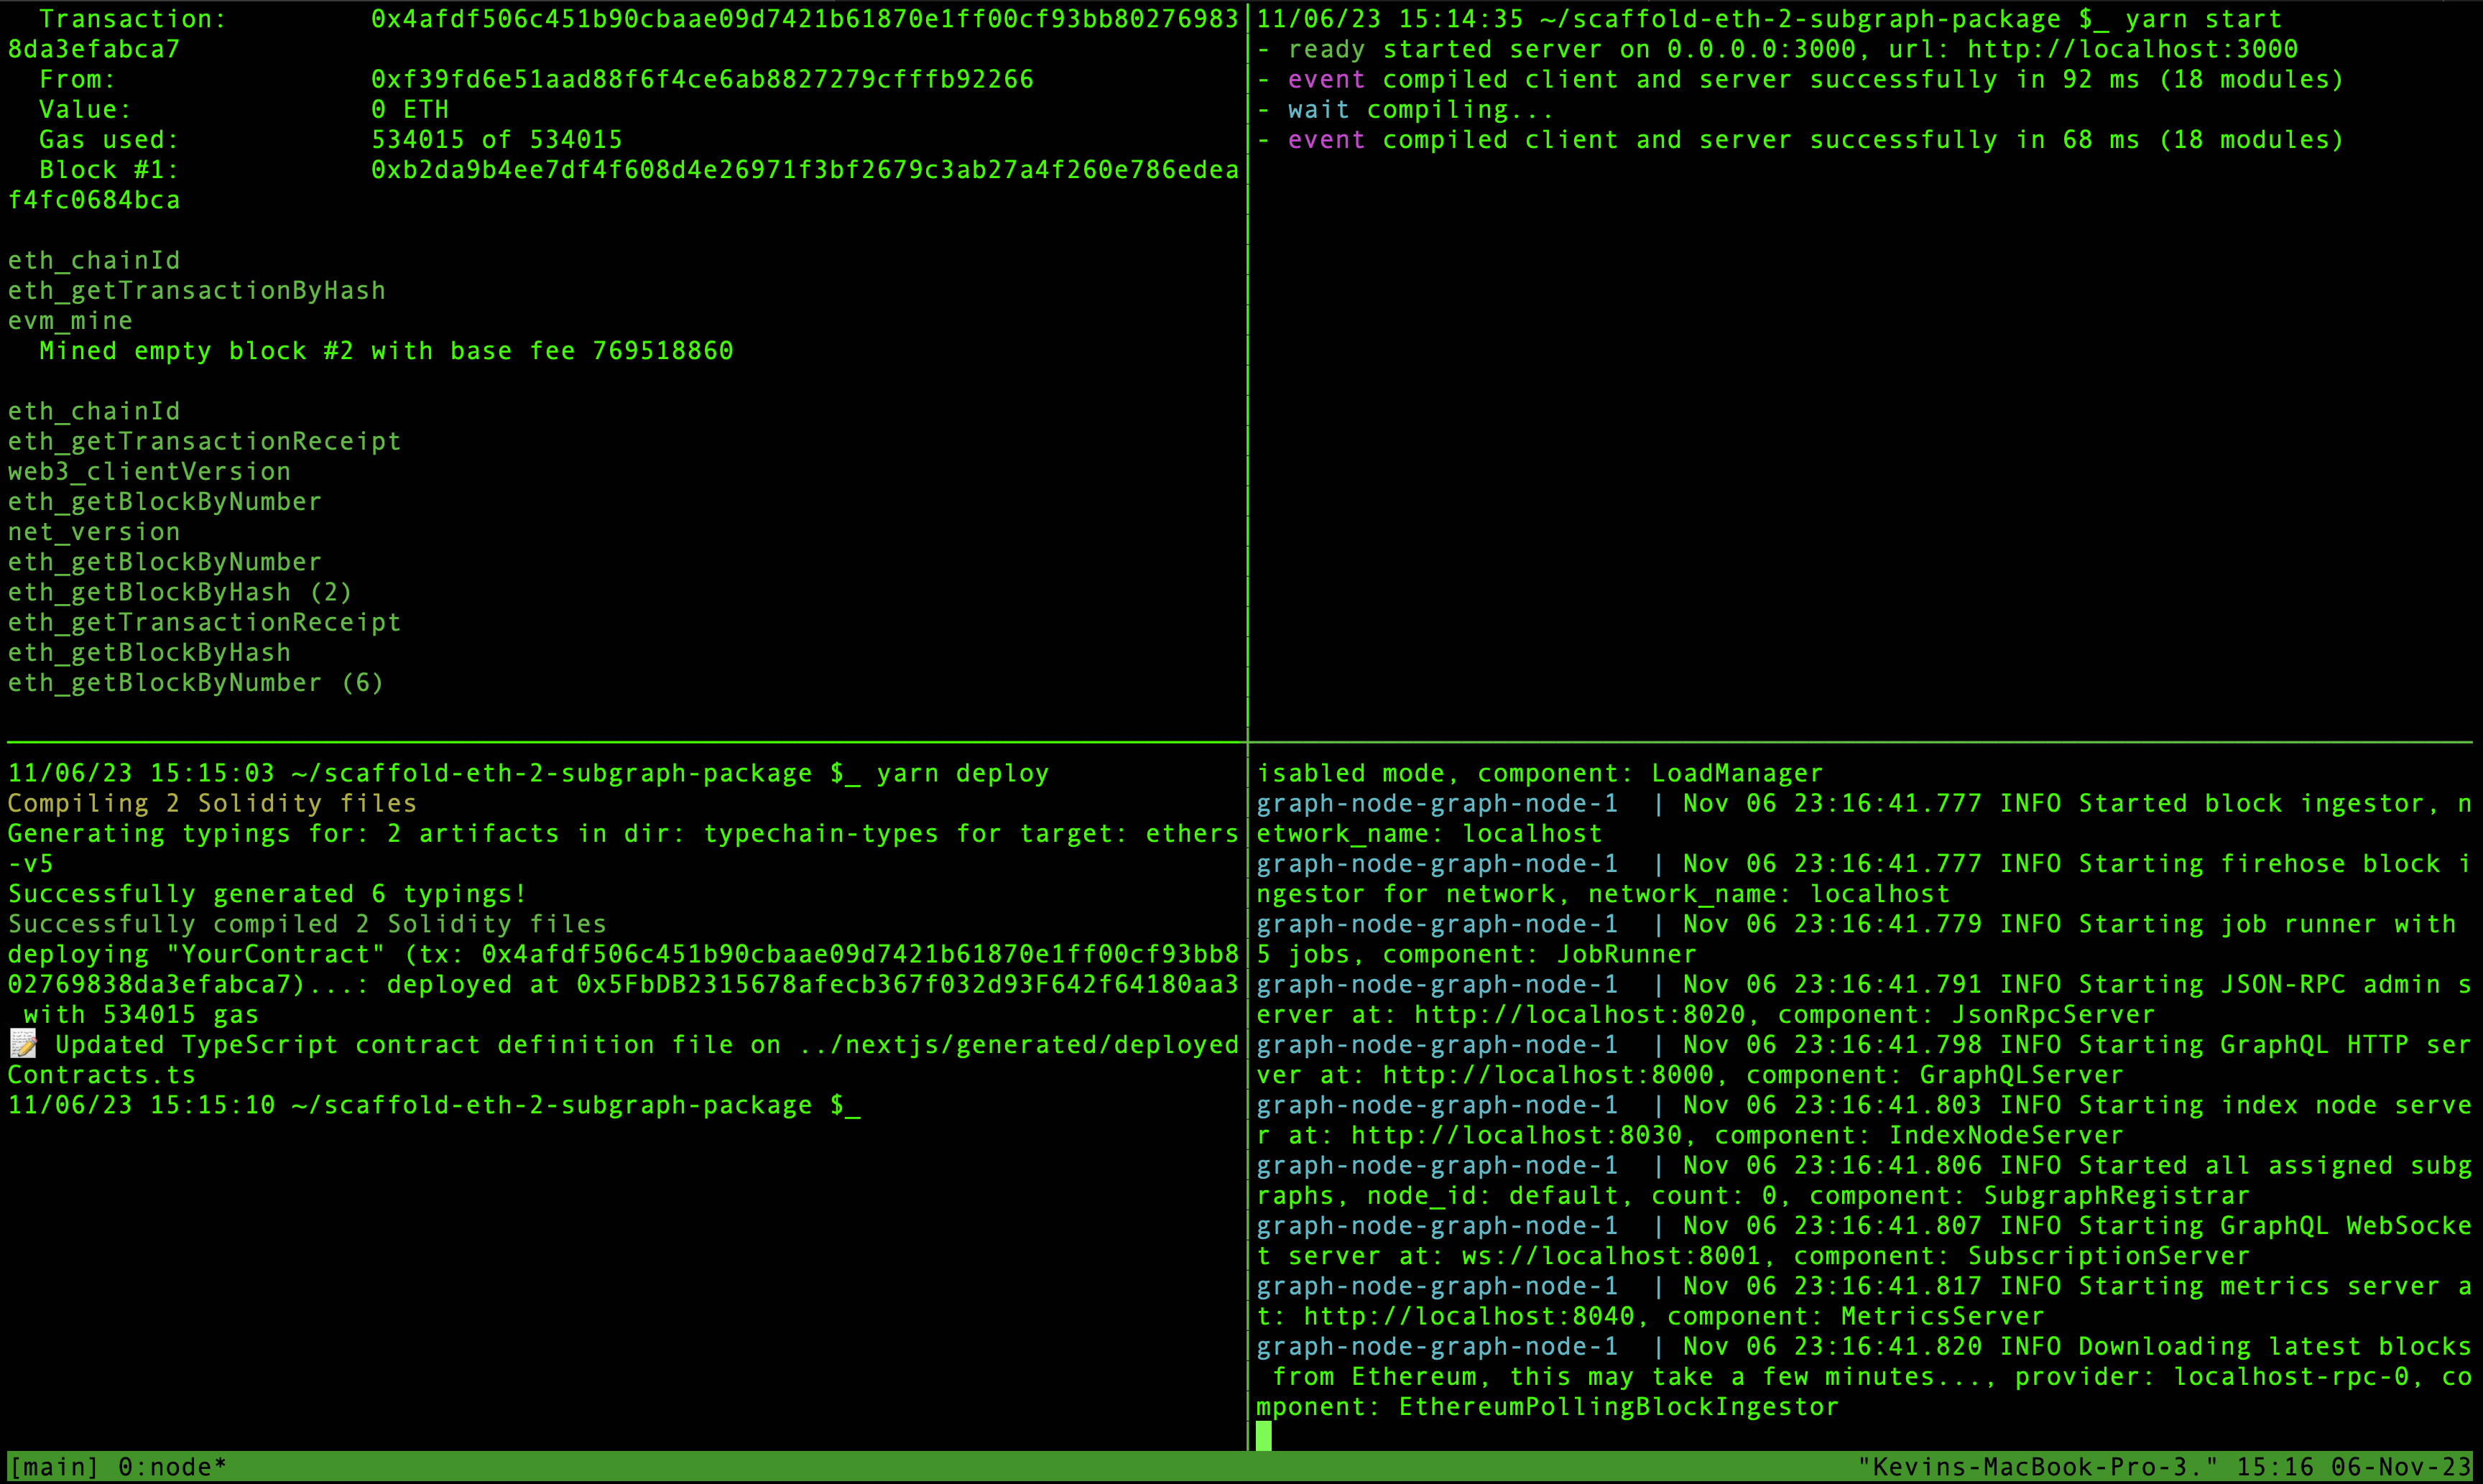 Transaction: 0x4afdf506c451b90cbaae09d7421b61870e1ff00cf93bb80276983
8da3efabca7
From: 0xf39fd6e51aad88f6f4ce6ab8827279cfffb92266
Value: 0 ETH
Gas used: 534015 of 534015
Block #1: 0xb2da9b4ee7df4f608d4e26971f3bf2679c3ab27a4f260e786edea
f4fc0684bca
eth_chainId
eth_getTransactionByHash
evm_mine
Mined empty block #2 with base fee 769518860
eth_chainId
eth_getTransactionReceipt
web3_clientVersion
eth_getBlockByNumber
net_version
eth_getBlockByNumber
eth_getBlockByHash (2)
eth_getTransactionReceipt
eth_getBlockByHash
eth_getBlockByNumber (6)
11/06/23 15:14:35 ~/scaffold-eth-2-subgraph-package $_ yarn start
- ready started server on 0.0.0.0:3000, url: http://localhost:3000
- event compiled client and server successfully in 92 ms (18 modules)
- wait compiling...
- event compiled client and server successfully in 68 ms (18 modules)
11/06/23 15:15:03 ~/scaffold-eth-2-subgraph-package $_ yarn deploy
Compiling 2 Solidity files
Generating typings for: 2 artifacts in dir: typechain-types for target: ethers
-v5
Successfully generated 6 typings!
Successfully compiled 2 Solidity files
deploying "YourContract" (tx: 0x4afdf506c451b90cbaae09d7421b61870e1ff00cf93bb8
02769838da3efabca7)...: deployed at 0x5FbDB2315678afecb367f032d93F642f64180aa3
with 534015 gas
📝 Updated TypeScript contract definition file on ../nextjs/generated/deployed
Contracts.ts
11/06/23 15:15:10 ~/scaffold-eth-2-subgraph-package $_
isabled mode, component: LoadManager
graph-node-graph-node-1 | Nov 06 23:16:41.777 INFO Started block ingestor, n
etwork_name: localhost
graph-node-graph-node-1 | Nov 06 23:16:41.777 INFO Starting firehose block i
ngestor for network, network_name: localhost
graph-node-graph-node-1 | Nov 06 23:16:41.779 INFO Starting job runner with
5 jobs, component: JobRunner
graph-node-graph-node-1 | Nov 06 23:16:41.791 INFO Starting JSON-RPC admin s
erver at: http://localhost:8020, component: JsonRpcServer
graph-node-graph-node-1 | Nov 06 23:16:41.798 INFO Starting GraphQL HTTP ser
ver at: http://localhost:8000, component: GraphQLServer
graph-node-graph-node-1 | Nov 06 23:16:41.803 INFO Starting index node serve
r at: http://localhost:8030, component: IndexNodeServer
graph-node-graph-node-1 | Nov 06 23:16:41.806 INFO Started all assigned subg
raphs, node_id: default, count: 0, component: SubgraphRegistrar
graph-node-graph-node-1 | Nov 06 23:16:41.807 INFO Starting GraphQL WebSocke
t server at: ws://localhost:8001, component: SubscriptionServer
graph-node-graph-node-1 | Nov 06 23:16:41.817 INFO Starting metrics server a
t: http://localhost:8040, component: MetricsServer
graph-node-graph-node-1 | Nov 06 23:16:41.820 INFO Downloading latest blocks
from Ethereum, this may take a few minutes..., provider: localhost-rpc-0, co
mponent: EthereumPollingBlockIngestor
[main] 0:node* "Kevins-MacBook-Pro-3." 15:16 06-Nov-23